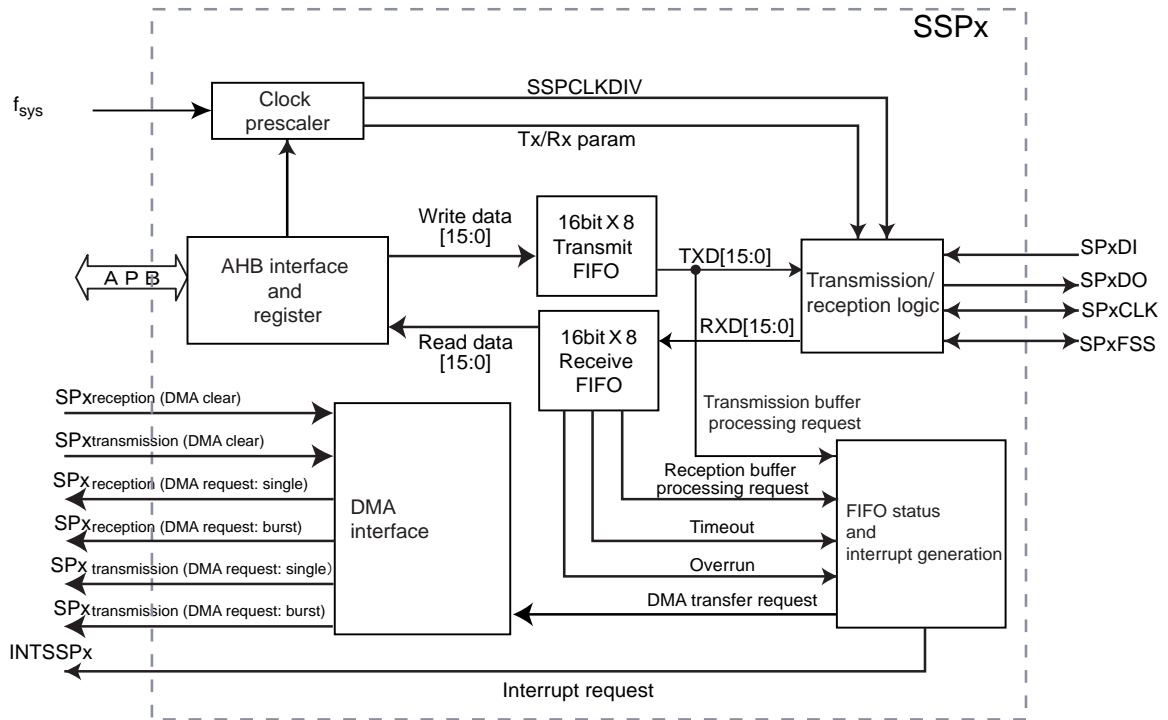 SSPx
fsys
Clock
prescaler
SSPCLKDIV
Tx/Rx param
Write data
[15:0]
16bit X 8
Transmit
FIFO
TXD[15:0]
APB
AHB interface
and
register
Transmission/
reception logic
SPxDI
SPxDO
SPxCLK
SPxFSS
Read data
[15:0]
16bit X 8
Receive
FIFO
RXD[15:0]
SPxreception (DMA clear)
SPxtransmission (DMA clear)
SPx reception (DMA request: single)
SPxreception (DMA request: burst)
SPx transmission (DMA request: single)
SPxtransmission (DMA request: burst)
INTSSPx
DMA
interface
Transmission buffer
processing request
Reception buffer
processing request
Timeout
Overrun
DMA transfer request
FIFO status
and
interrupt generation
Interrupt request